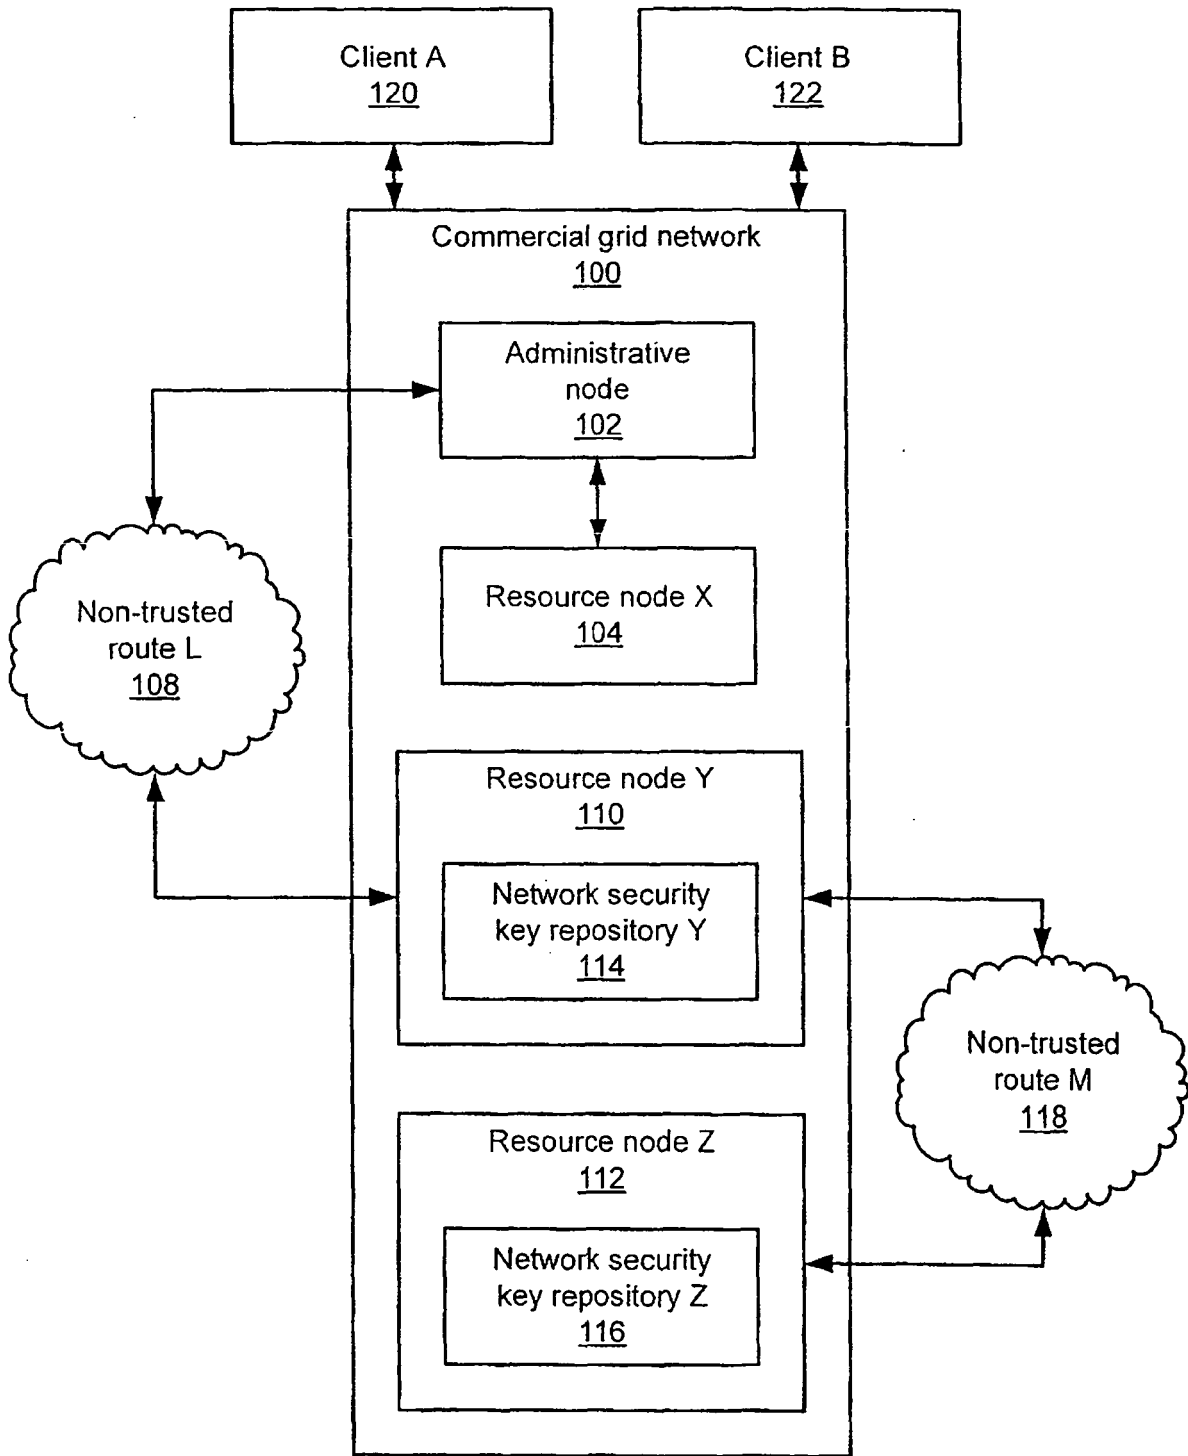 Client A
120
Client B
122
Commercial grid network
100
Administrative
node
102
Resource node X
104
Non-trusted
route L
108
Resource node Y
110
Network security
key repository Y
114
Non-trusted
route M
118
Resource node Z
112
Network security
key repository Z
116